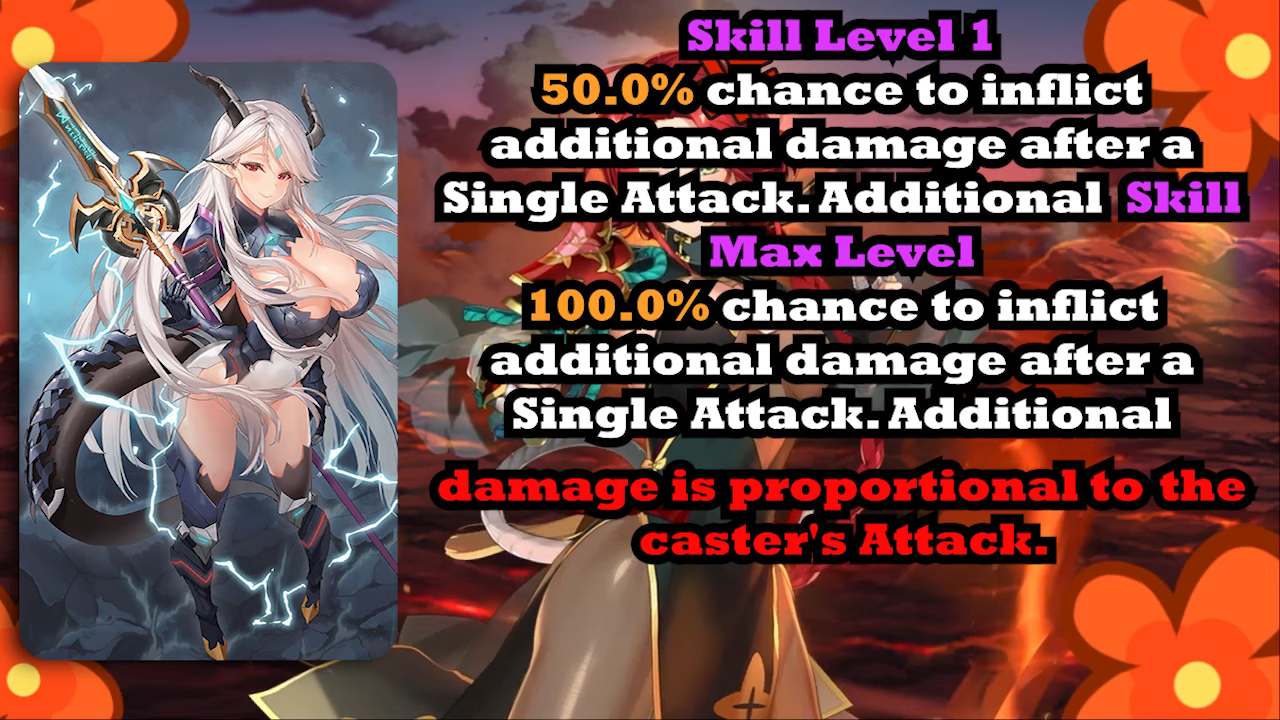 Skill Level 1
50.0% chance to inflict
additional damage after a
Single Attack. Additional Skill
Max Level
100.0% chance to inflict
additional damage after a
Single Attack. Additional
damage is proportional to the
caster's Attack.